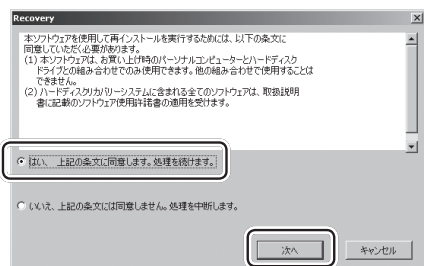 Recovery
本ソフトウェアを使用して再インストールを実行するためには、以下の条文に
同意していただく必要があります。
(1) 本ソフトウェアは、お買い上げ時のパーソナルコンピューターとハードディスク
ドライブとの組み合わせでのみ使用できます。他の組み合わせで使用することは
できません。
(2) ハードディスクリカバリーシステムに含まれる全てのソフトウェアは、取扱説明
書に記載のソフトウェア使用許諾書の適用を受けます。
はい、 上記の条文に同意します。処理を続けます。
いいえ、上記の条文には同意しません。処理を中断します。
次へ
キャンセル